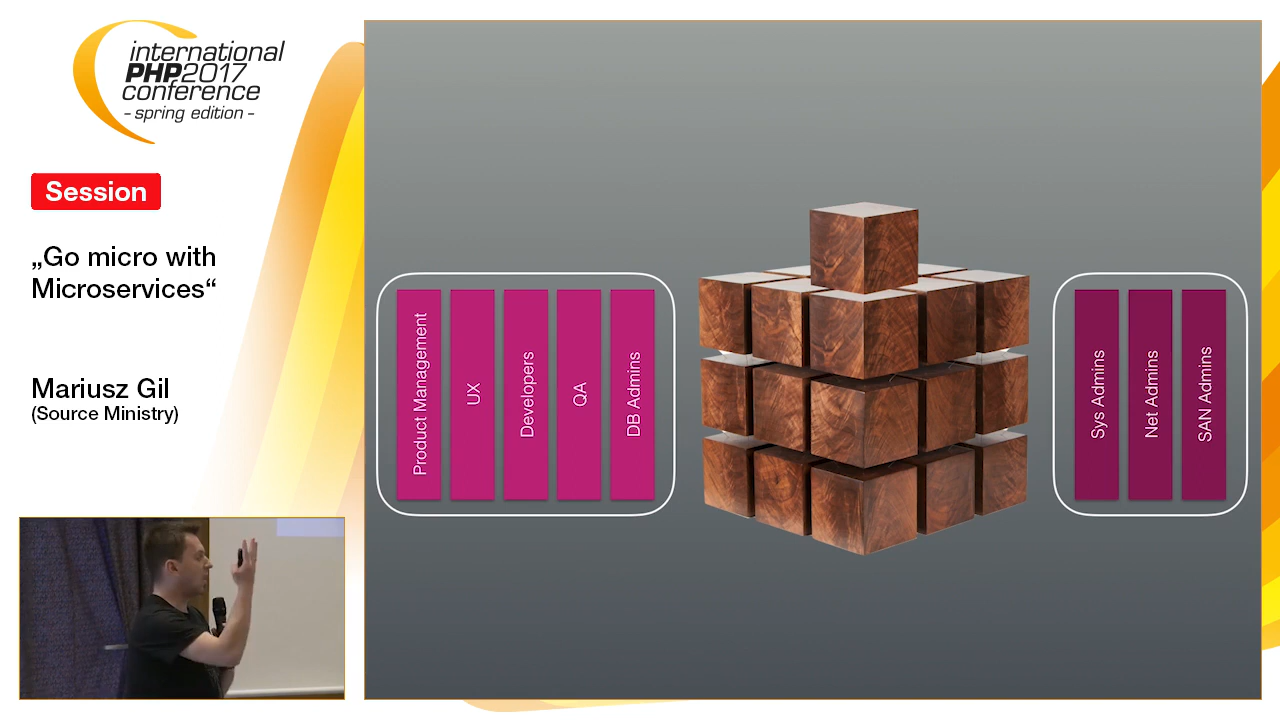 international
PHP2017
conference
- spring edition -
Session
„Go micro with
Microservices“
Mariusz Gil
(Source Ministry)
Product Management
UX
Developers
QA
DB Admins
Sys Admins
Net Admins
SAN Admins